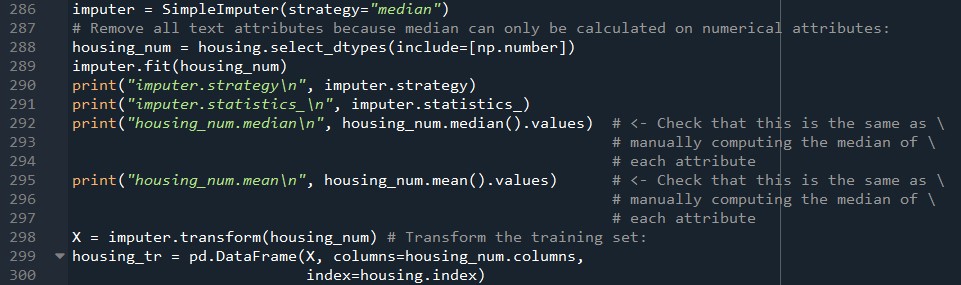 286 imputer = SimpleImputer(strategy="median")
287 # Remove all text attributes because median can only be calculated on numerical attributes:
288 housing_num = housing.select_dtypes(include=[np.number])
289 imputer.fit(housing_num)
290 print("imputer.strategy\n", imputer.strategy)
291 print("imputer.statistics_\n", imputer.statistics_)
292 print("housing_num.median\n", housing_num.median().values)  # <- Check that this is the same as \
293                                                             # manually computing the median of \
294                                                             # each attribute
295 print("housing_num.mean\n", housing_num.mean().values)      # <- Check that this is the same as \
296                                                             # manually computing the median of \
297                                                             # each attribute
298 X = imputer.transform(housing_num) # Transform the training set:
299 housing_tr = pd.DataFrame(X, columns=housing_num.columns,
300                           index=housing.index)